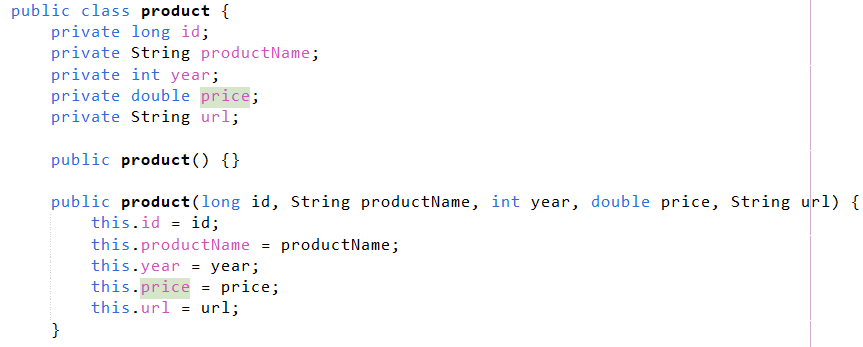 public class product {
    private long id;
    private String productName;
    private int year;
    private double price;
    private String url;

    public product() {}

    public product(long id, String productName, int year, double price, String url) {
        this.id = id;
        this.productName = productName;
        this.year = year;
        this.price = price;
        this.url = url;
    }